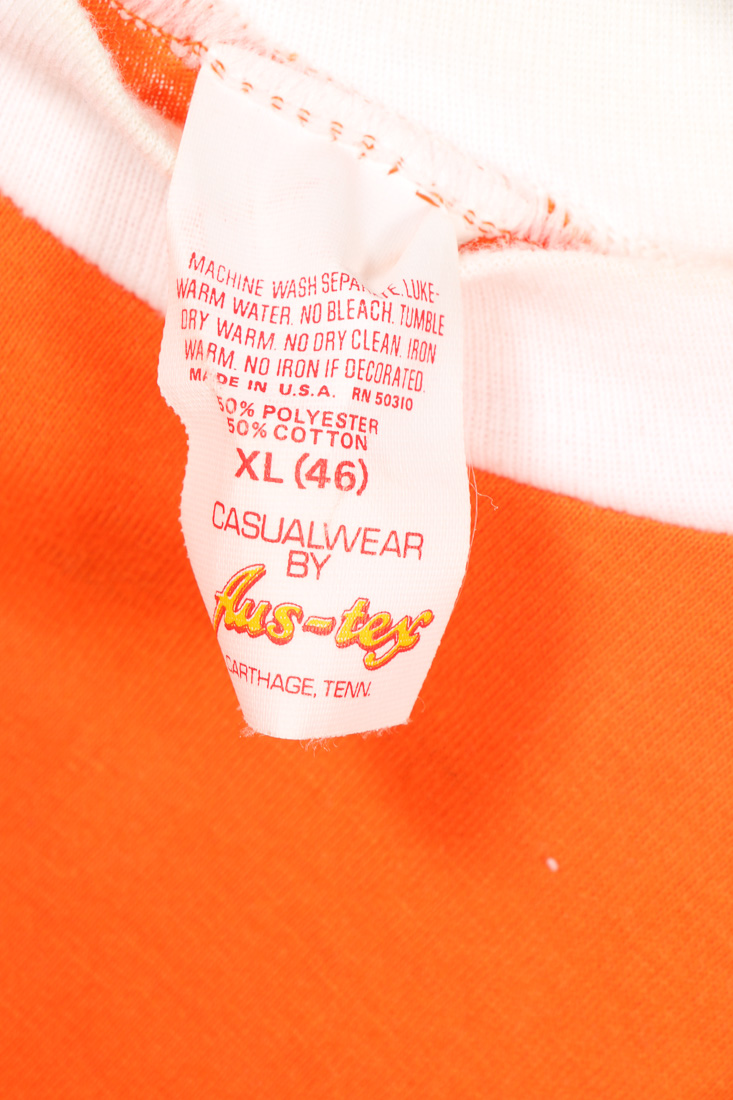 MACHINE WASH SEPARATE. LUKE-
WARM WATER. NO BLEACH. TUMBLE
DRY WARM. NO DRY CLEAN. IRON
WARM. NO IRON IF DECORATED.
MADE IN U.S.A. RN 50310
50% POLYESTER
50% COTTON
XL (46)
CASUALWEAR
BY
Aus-tex
CARTHAGE, TENN.